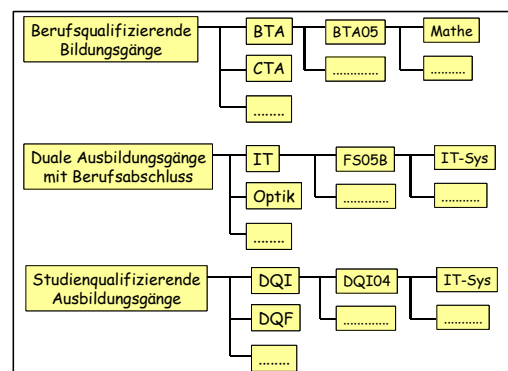 Berufsqualifizierende
Bildungsgänge
BTA
BTA05
Mathe
CTA
.............
..........
........
Duale Ausbildungsgänge
mit Berufsabschluss
IT
FS05B
IT-Sys
Optik
.............
...........
........
Studienqualifizierende
Ausbildungsgänge
DQI
DQI04
IT-Sys
DQF
.............
...........
........